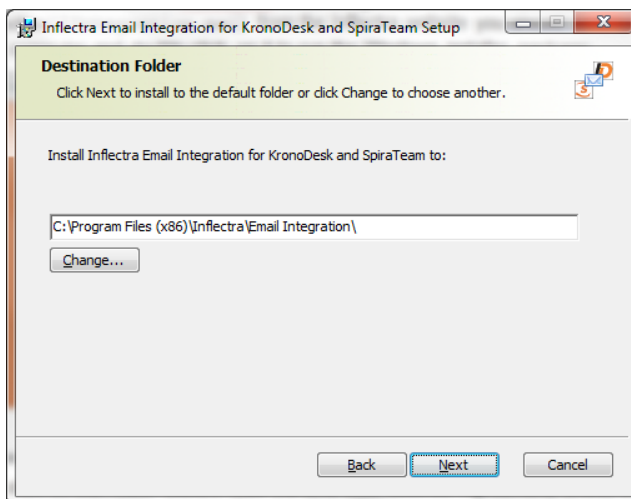 Inflectra Email Integration for KronoDesk and SpiraTeam Setup
Destination Folder
Click Next to install to the default folder or click Change to choose another.
Install Inflectra Email Integration for KronoDesk and SpiraTeam to:
C:\Program Files (x86)\Inflectra\Email Integration\
Change...
Back Next Cancel